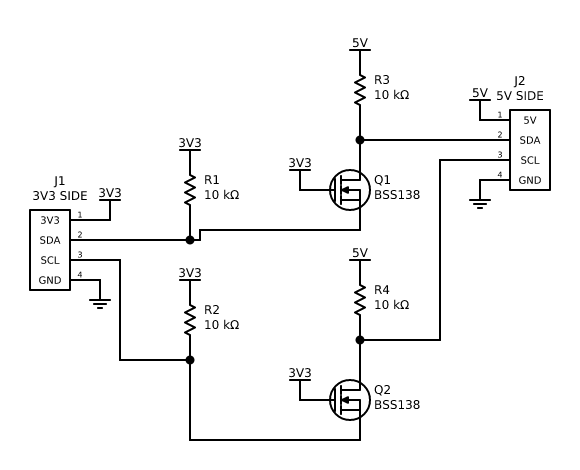 5V
R3
10 kΩ
J2
5V SIDE
5V
1
5V
2
SDA
3
SCL
4
GND
3V3
R1
10 kΩ
3V3
Q1
BSS138
J1
3V3 SIDE
3V3
3V3
1
SDA
2
SCL
3
GND
4
3V3
R2
10 kΩ
5V
R4
10 kΩ
3V3
Q2
BSS138